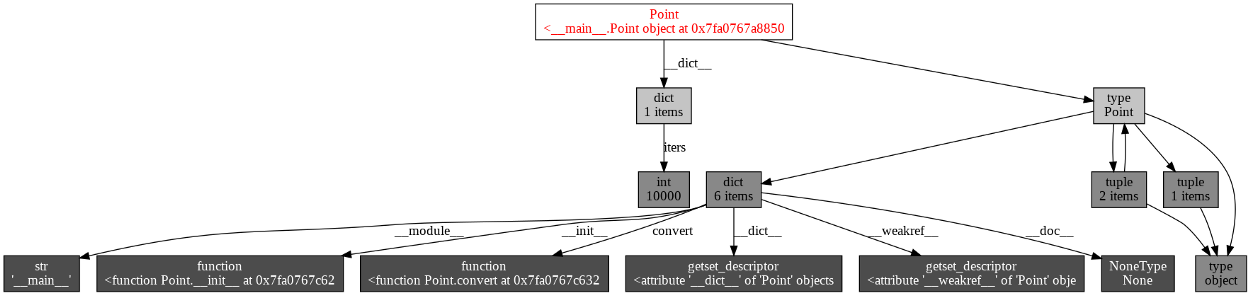 Point
<__main__.Point object at 0x7fa0767a8850
__dict__
dict
1 items
type
Point
iters
int
10000
dict
6 items
tuple
2 items
tuple
1 items
__module__
__init__
convert
__dict__
__weakref__
__doc__
str
'__main__'
function
<function Point.__init__ at 0x7fa0767c62
function
<function Point.convert at 0x7fa0767c632
getset_descriptor
<attribute '__dict__' of 'Point' objects
getset_descriptor
<attribute '__weakref__' of 'Point' obje
NoneType
None
type
object